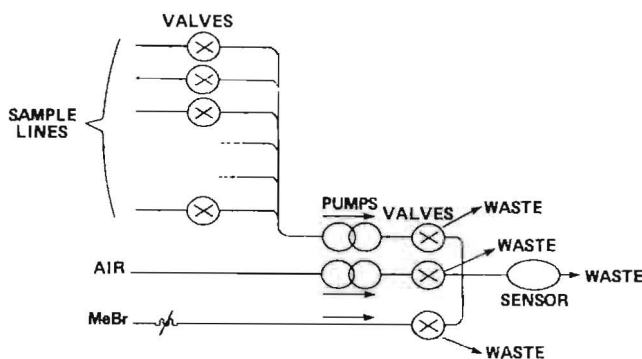 VALVES
SAMPLE
LINES
PUMPS
VALVES
WASTE
WASTE
AIR
WASTE
SENSOR
MeBr
WASTE